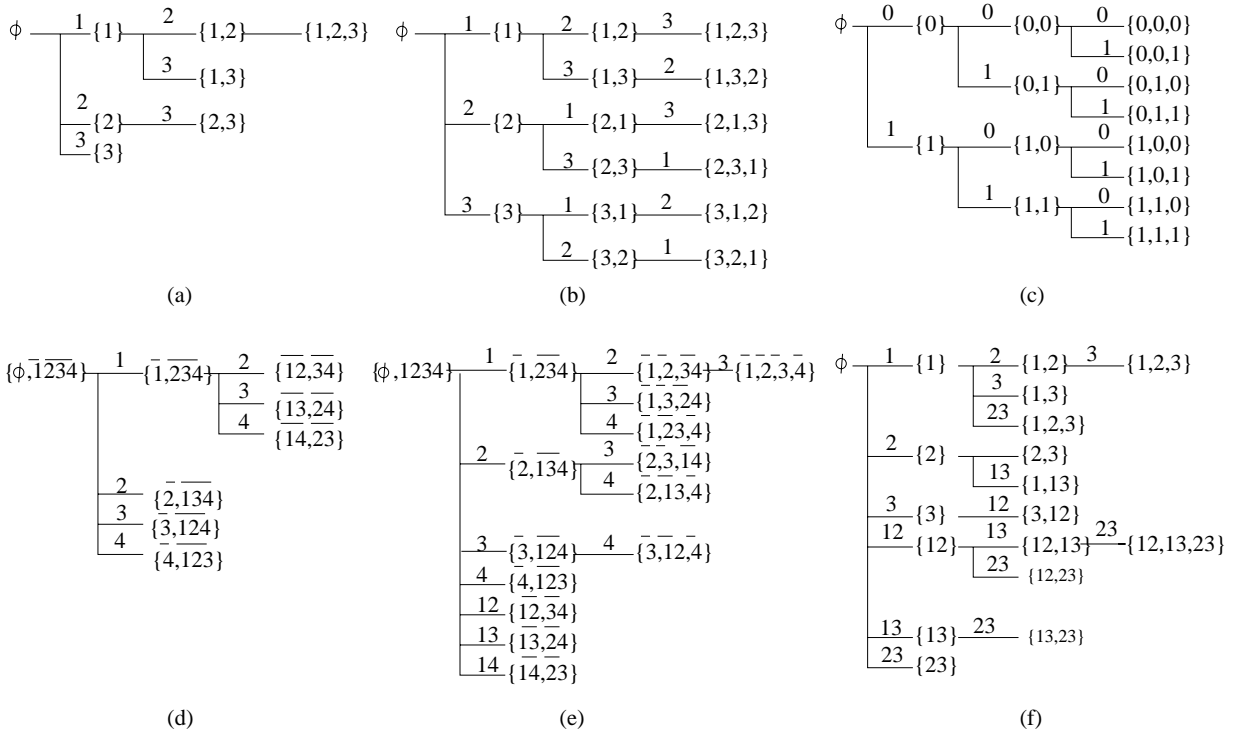 ϕ 1 {1} 2 {1,2} {1,2,3}
3 {1,3}
2 {2} 3 {2,3}
3 {3}
(a)
ϕ 1 {1} 2 {1,2} 3 {1,2,3}
3 {1,3} 2 {1,3,2}
2 {2} 1 {2,1} 3 {2,1,3}
3 {2,3} 1 {2,3,1}
3 {3} 1 {3,1} 2 {3,1,2}
2 {3,2} 1 {3,2,1}
(b)
ϕ 0 {0} 0 {0,0} 0 {0,0,0}
1 {0,0,1}
1 {0,1} 0 {0,1,0}
1 {0,1,1}
1 {1} 0 {1,0} 0 {1,0,0}
1 {1,0,1}
1 {1,1} 0 {1,1,0}
1 {1,1,1}
(c)
{ϕ,1234} 1 {1,234} 2 {12,34}
3 {13,24}
4 {14,23}
2 {2,134}
3 {3,124}
4 {4,123}
(d)
{ϕ,1234} 1 {1,234} 2 {1,2,34} 3 {1,2,3,4}
3 {1,3,24}
4 {1,23,4}
2 {2,134} 3 {2,3,14}
4 {2,13,4}
3 {3,124} 4 {3,12,4}
4 {4,123}
12 {12,34}
13 {13,24}
14 {14,23}
(e)
ϕ 1 {1} 2 {1,2} 3 {1,2,3}
3 {1,3}
23 {1,2,3}
2 {2} {2,3}
13 {1,13}
3 {3} 12 {3,12}
12 {12} 13 {12,13} 23 {12,13,23}
23 {12,23}
13 {13} 23 {13,23}
23 {23}
(f)